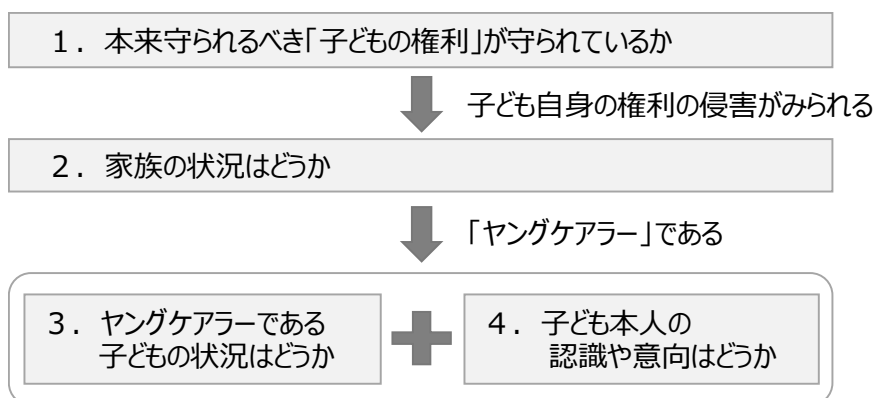 １．本来守られるべき「子どもの権利」が守られているか
子ども自身の権利の侵害がみられる
２．家族の状況はどうか
「ヤングケアラー」である
３．ヤングケアラーである
子どもの状況はどうか
４．子ども本人の
認識や意向はどうか